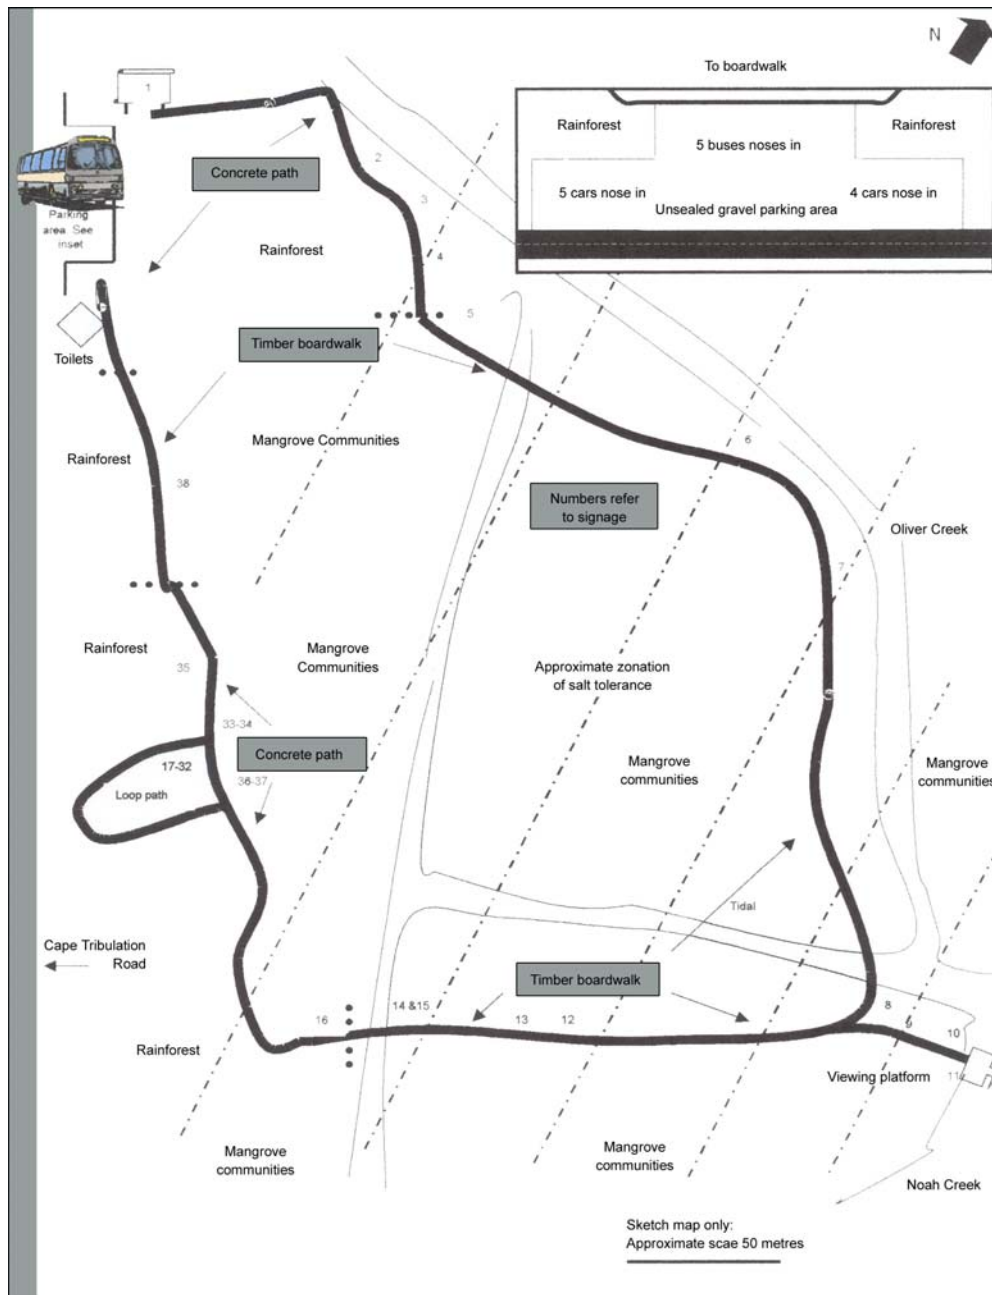 N
To boardwalk
Rainforest
Rainforest
5 buses noses in
5 cars nose in
4 cars nose in
Unsealed gravel parking area
1
Parking
area. See
inset
Concrete path
2
3
Rainforest
4
5
Toilets
Timber boardwalk
Mangrove Communities
6
Rainforest
38
Numbers refer
to signage
Oliver Creek
7
Rainforest
35
Mangrove
Communities
Approximate zonation
of salt tolerance
33-34
Concrete path
17-32
36-37
Loop path
Mangrove
communities
Mangrove
communities
Tidal
Cape Tribulation
Road
Timber boardwalk
14 &15
16
13
12
8
9
10
11
Rainforest
Viewing platform
Mangrove
communities
Mangrove
communities
Noah Creek
Sketch map only:
Approximate scae 50 metres